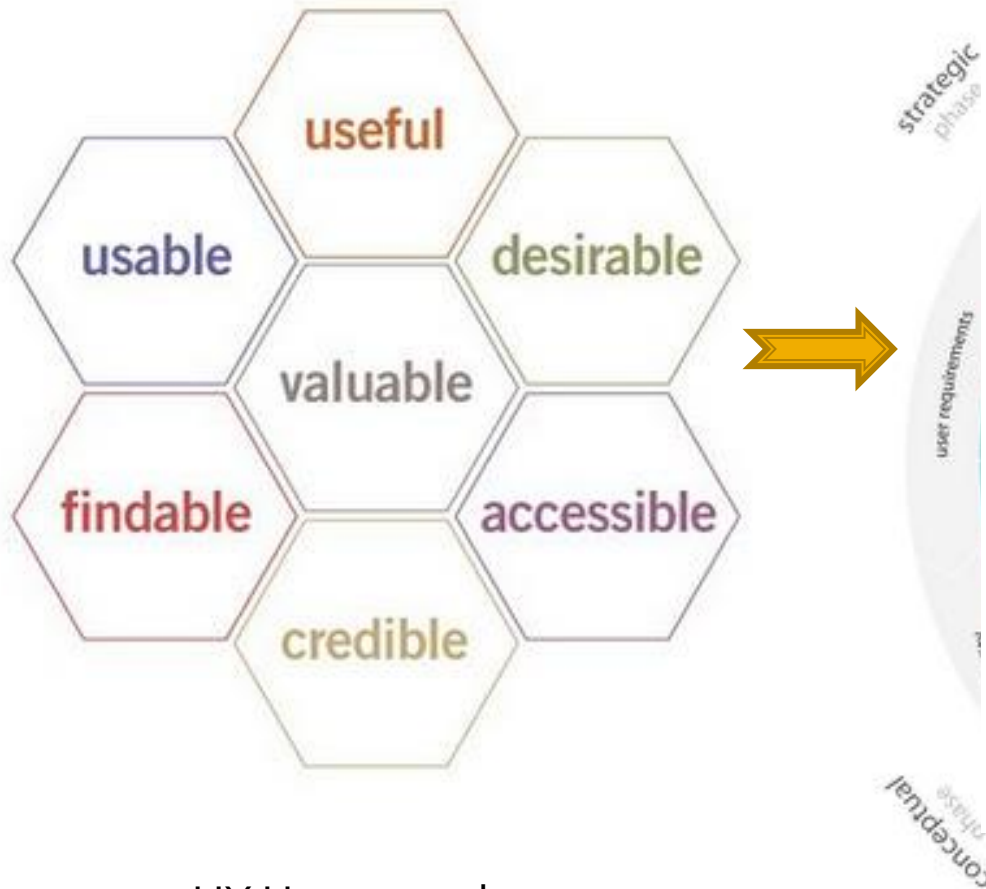 useful
usable
desirable
valuable
findable
accessible
credible
strategic
phase
user requirements
conceptual
phase